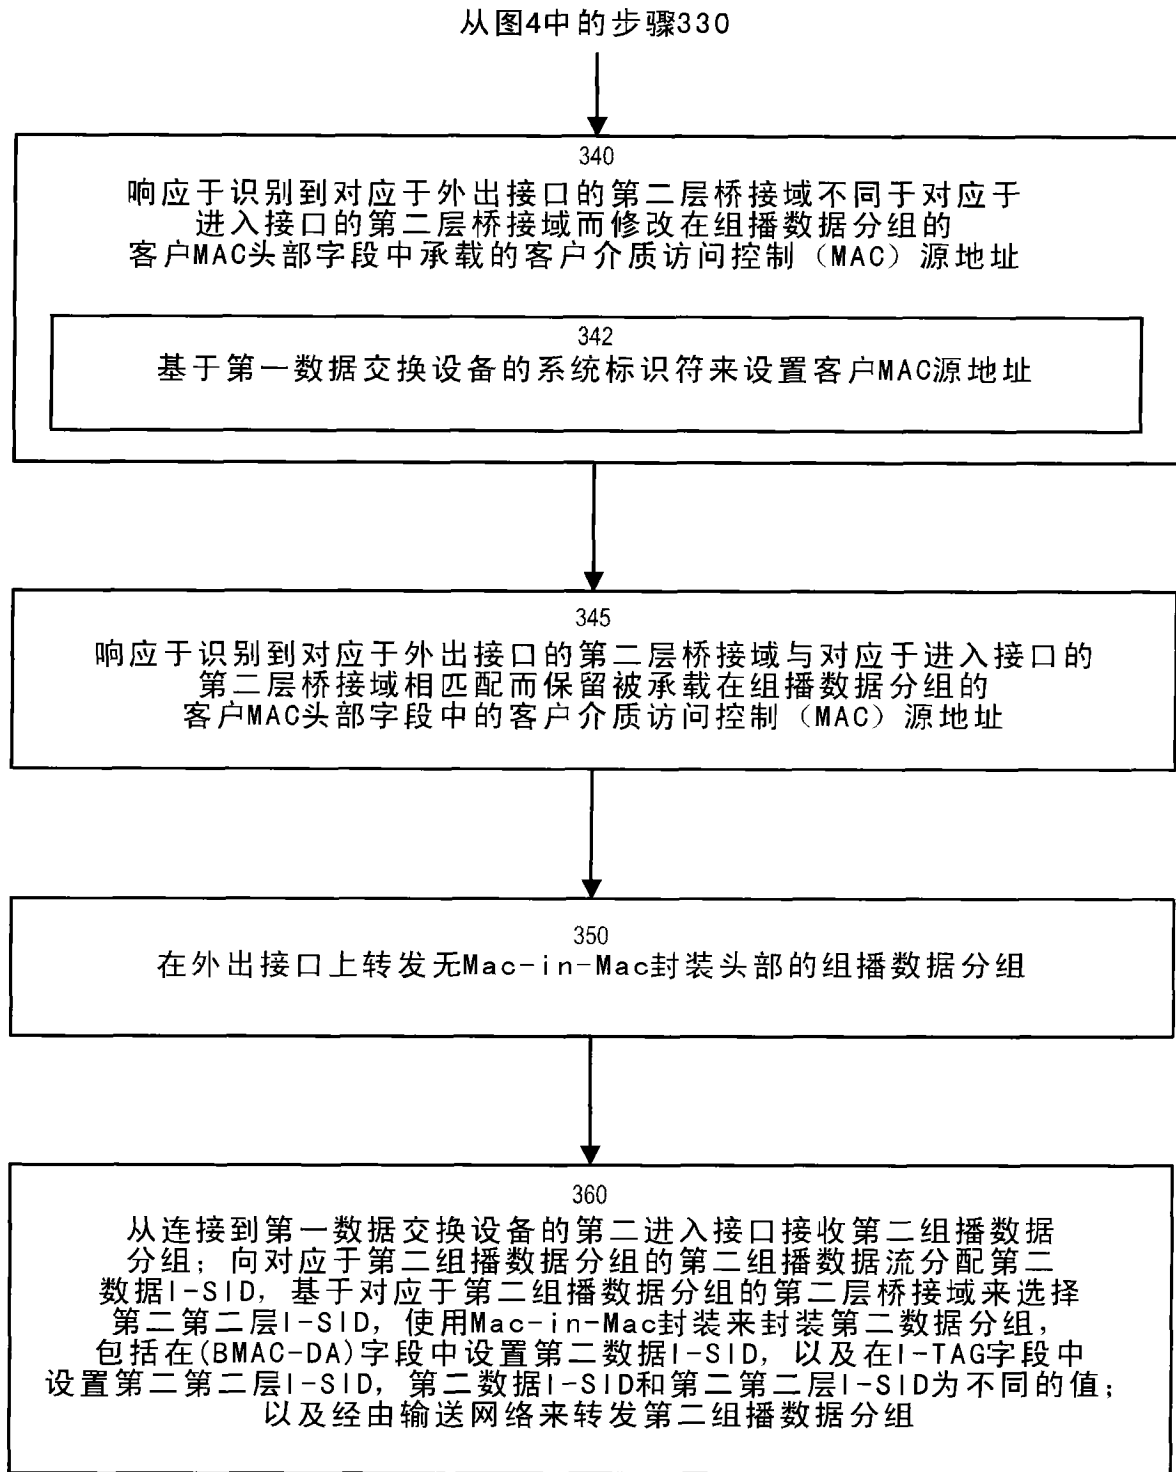 从图4中的步骤330
340
响应于识别到对应于外出接口的第二层桥接域不同于对应于
进入接口的第二层桥接域而修改在组播数据分组的
客户MAC头部字段中承载的客户介质访问控制（MAC）源地址
342
基于第一数据交换设备的系统标识符来设置客户MAC源地址
345
响应于识别到对应于外出接口的第二层桥接域与对应于进入接口的
第二层桥接域相匹配而保留被承载在组播数据分组的
客户MAC头部字段中的客户介质访问控制（MAC）源地址
350
在外出接口上转发无Mac-in-Mac封装头部的组播数据分组
360
从连接到第一数据交换设备的第二进入接口接收第二组播数据
分组；向对应于第二组播数据分组的第二组播数据流分配第二
数据I-SID，基于对应于第二组播数据分组的第二层桥接域来选择
第二第二层I-SID，使用Mac-in-Mac封装来封装第二数据分组，
包括在(BMAC-DA)字段中设置第二数据I-SID，以及在I-TAG字段中
设置第二第二层I-SID，第二数据I-SID和第二第二层I-SID为不同的值；
以及经由输送网络来转发第二组播数据分组